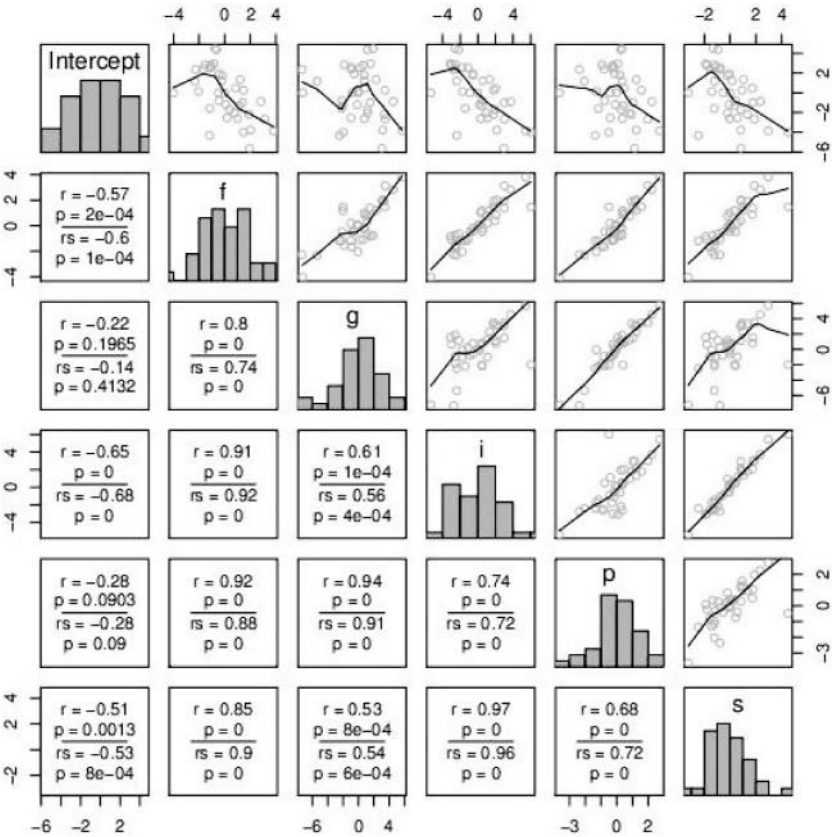 −4 0 2 4
−4 0 4
−2 0 2 4
Intercept
2
−2
−6
4
2
0
−4
r = −0.57
p = 2e−04
rs = −0.6
p = 1e−04
f
r = −0.22
p = 0.1965
rs = −0.14
p = 0.4132
r = 0.8
p = 0
rs = 0.74
p = 0
g
4
0
−6
4
0
−4
r = −0.65
p = 0
rs = −0.68
p = 0
r = 0.91
p = 0
rs = 0.92
p = 0
r = 0.61
p = 1e−04
rs = 0.56
p = 4e−04
i
r = −0.28
p = 0.0903
rs = −0.28
p = 0.09
r = 0.92
p = 0
rs = 0.88
p = 0
r = 0.94
p = 0
rs = 0.91
p = 0
r = 0.74
p = 0
rs = 0.72
p = 0
p
2
0
−3
4
2
−2
r = −0.51
p = 0.0013
rs = −0.53
p = 8e−04
r = 0.85
p = 0
rs = 0.9
p = 0
r = 0.53
p = 8e−04
rs = 0.54
p = 6e−04
r = 0.97
p = 0
rs = 0.96
p = 0
r = 0.68
p = 0
rs = 0.72
p = 0
s
−6 −2 2
−6 0 4
−3 0 2